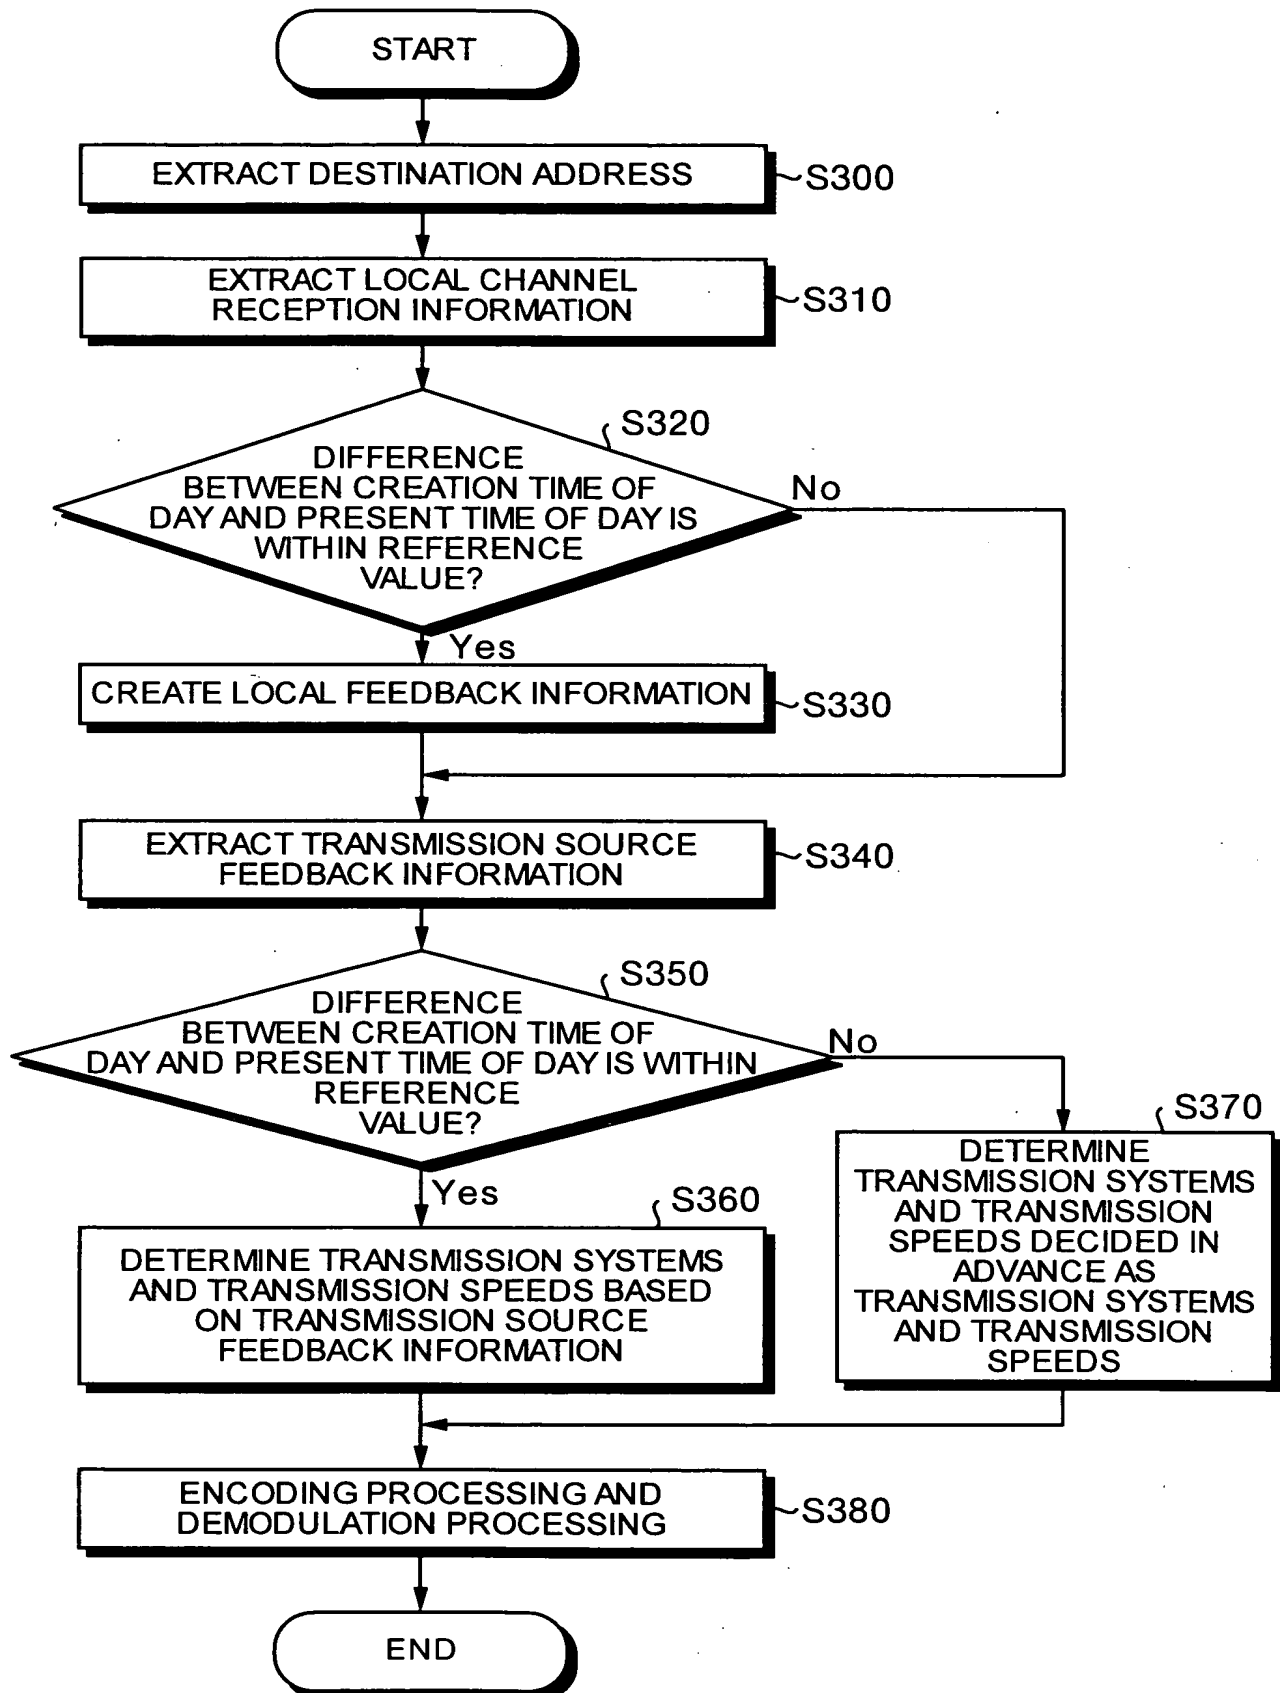 START
EXTRACT DESTINATION ADDRESS
S300
EXTRACT LOCAL CHANNEL
RECEPTION INFORMATION
S310
S320
DIFFERENCE
BETWEEN CREATION TIME OF
DAY AND PRESENT TIME OF DAY IS
WITHIN REFERENCE
VALUE?
No
Yes
CREATE LOCAL FEEDBACK INFORMATION
S330
EXTRACT TRANSMISSION SOURCE
FEEDBACK INFORMATION
S340
S350
DIFFERENCE
BETWEEN CREATION TIME OF
DAY AND PRESENT TIME OF DAY IS WITHIN
REFERENCE
VALUE?
No
Yes
S360
DETERMINE TRANSMISSION SYSTEMS
AND TRANSMISSION SPEEDS BASED
ON TRANSMISSION SOURCE
FEEDBACK INFORMATION
S370
DETERMINE
TRANSMISSION SYSTEMS
AND TRANSMISSION
SPEEDS DECIDED IN
ADVANCE AS
TRANSMISSION SYSTEMS
AND TRANSMISSION
SPEEDS
ENCODING PROCESSING AND
DEMODULATION PROCESSING
S380
END